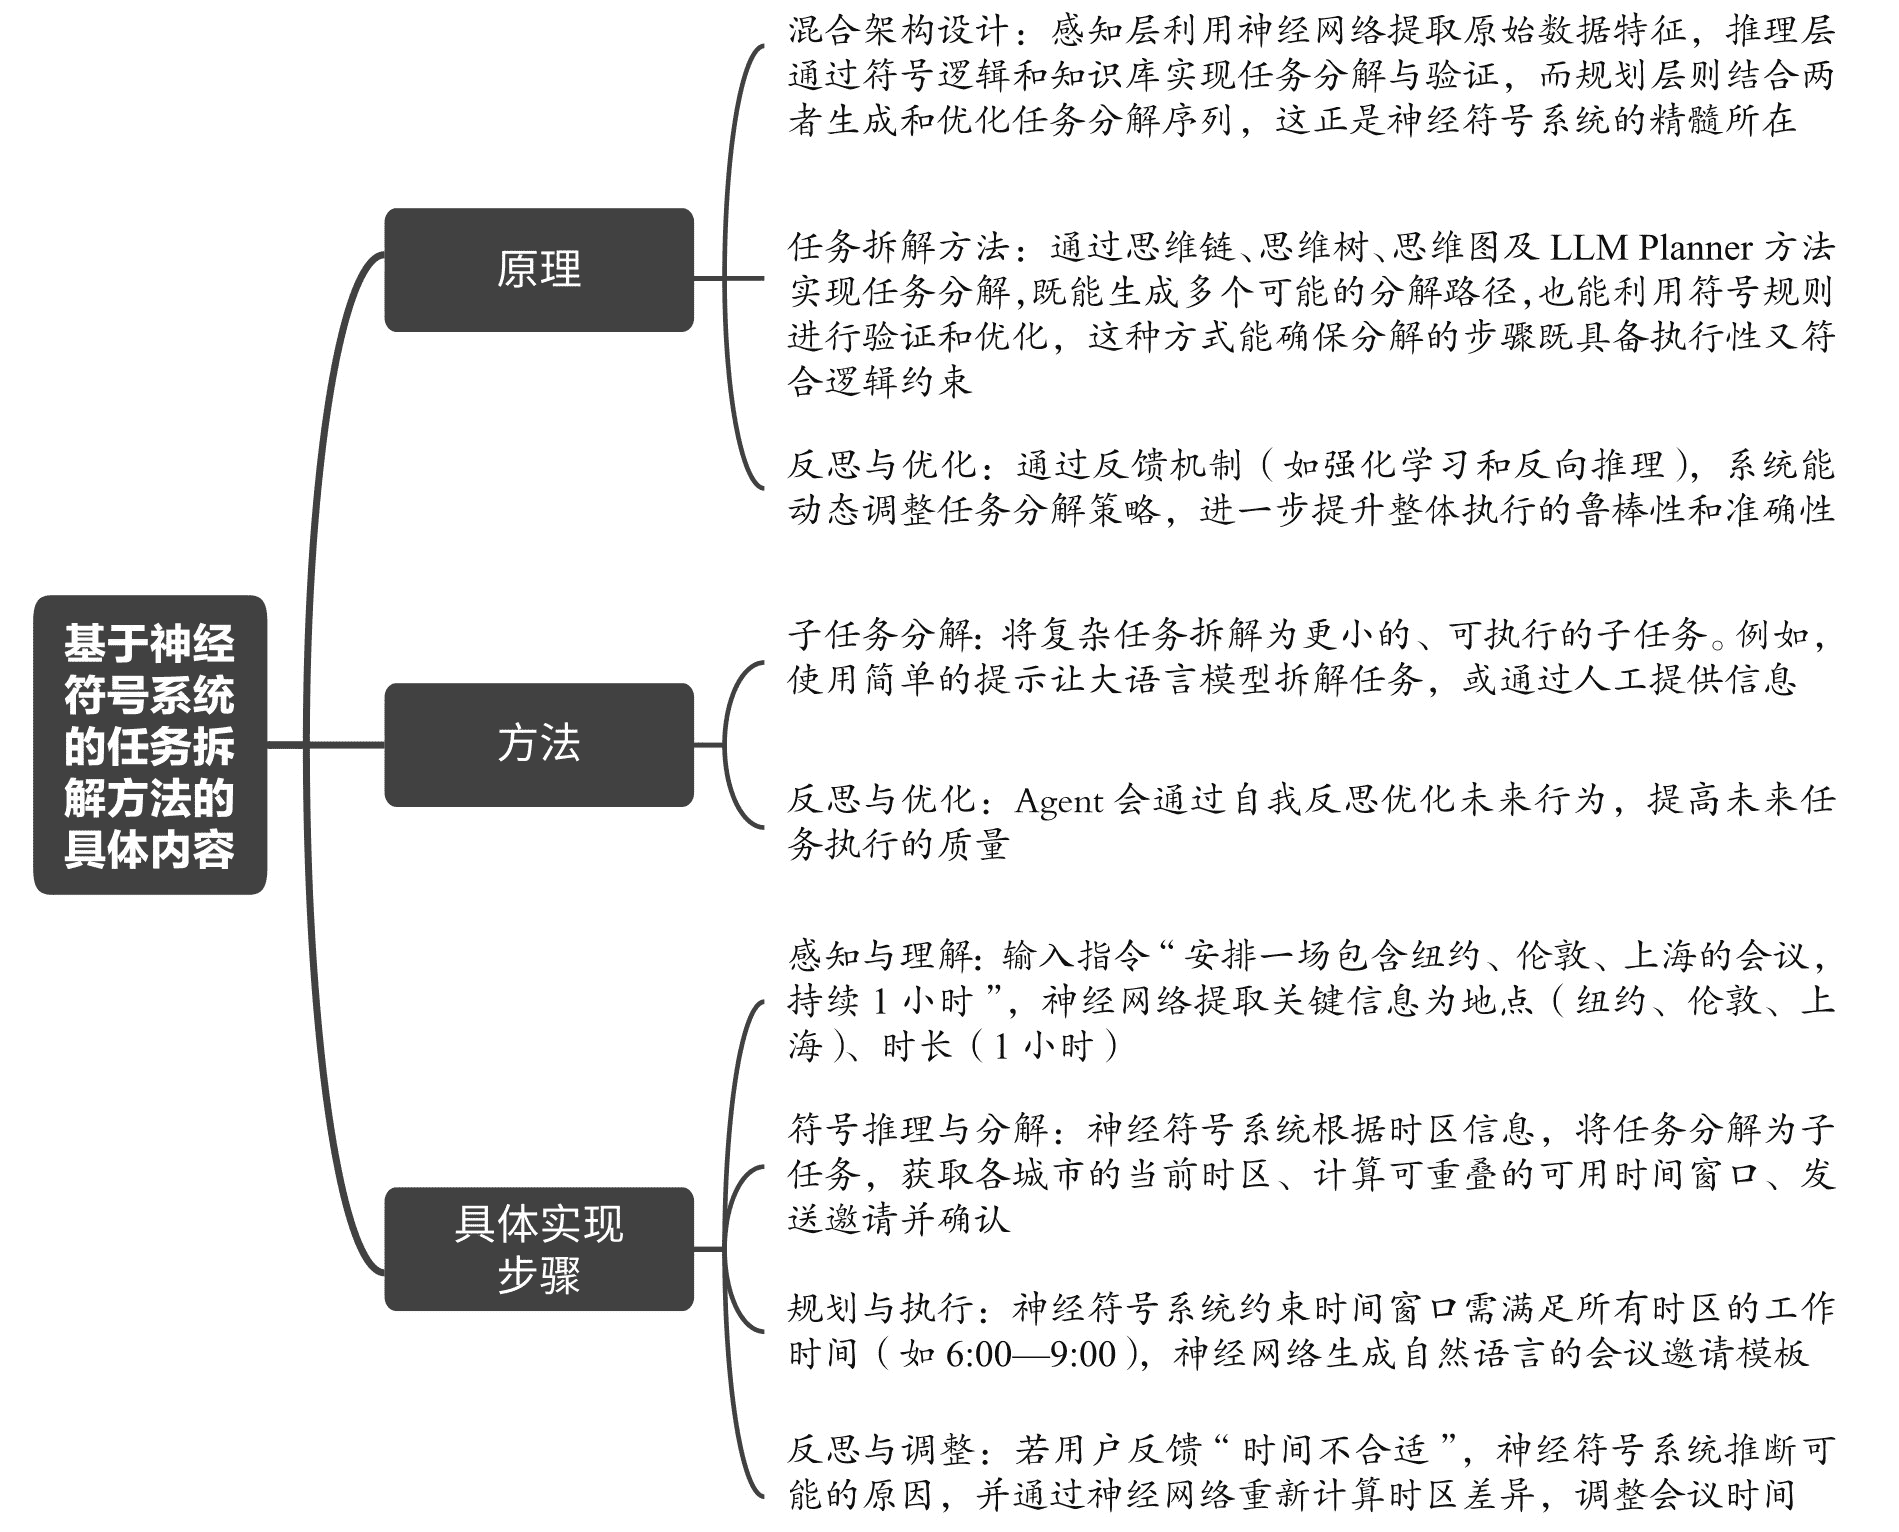 基于神经
符号系统
的任务拆
解方法的
具体内容
原理
混合架构设计：感知层利用神经网络提取原始数据特征，推理层
通过符号逻辑和知识库实现任务分解与验证，而规划层则结合两
者生成和优化任务分解序列，这正是神经符号系统的精髓所在
任务拆解方法：通过思维链、思维树、思维图及 LLM Planner 方法
实现任务分解，既能生成多个可能的分解路径，也能利用符号规则
进行验证和优化，这种方式能确保分解的步骤既具备执行性又符
合逻辑约束
反思与优化：通过反馈机制（如强化学习和反向推理），系统能
动态调整任务分解策略，进一步提升整体执行的鲁棒性和准确性
方法
子任务分解：将复杂任务拆解为更小的、可执行的子任务。例如，
使用简单的提示让大语言模型拆解任务，或通过人工提供信息
反思与优化：Agent 会通过自我反思优化未来行为，提高未来任
务执行的质量
具体实现
步骤
感知与理解：输入指令“安排一场包含纽约、伦敦、上海的会议，
持续 1 小时”，神经网络提取关键信息为地点（纽约、伦敦、上
海）、时长（1 小时）
符号推理与分解：神经符号系统根据时区信息，将任务分解为子
任务，获取各城市的当前时区、计算可重叠的可用时间窗口、发
送邀请并确认
规划与执行：神经符号系统约束时间窗口需满足所有时区的工作
时间（如 6:00—9:00），神经网络生成自然语言的会议邀请模板
反思与调整：若用户反馈“时间不合适”，神经符号系统推断可
能的原因，并通过神经网络重新计算时区差异，调整会议时间